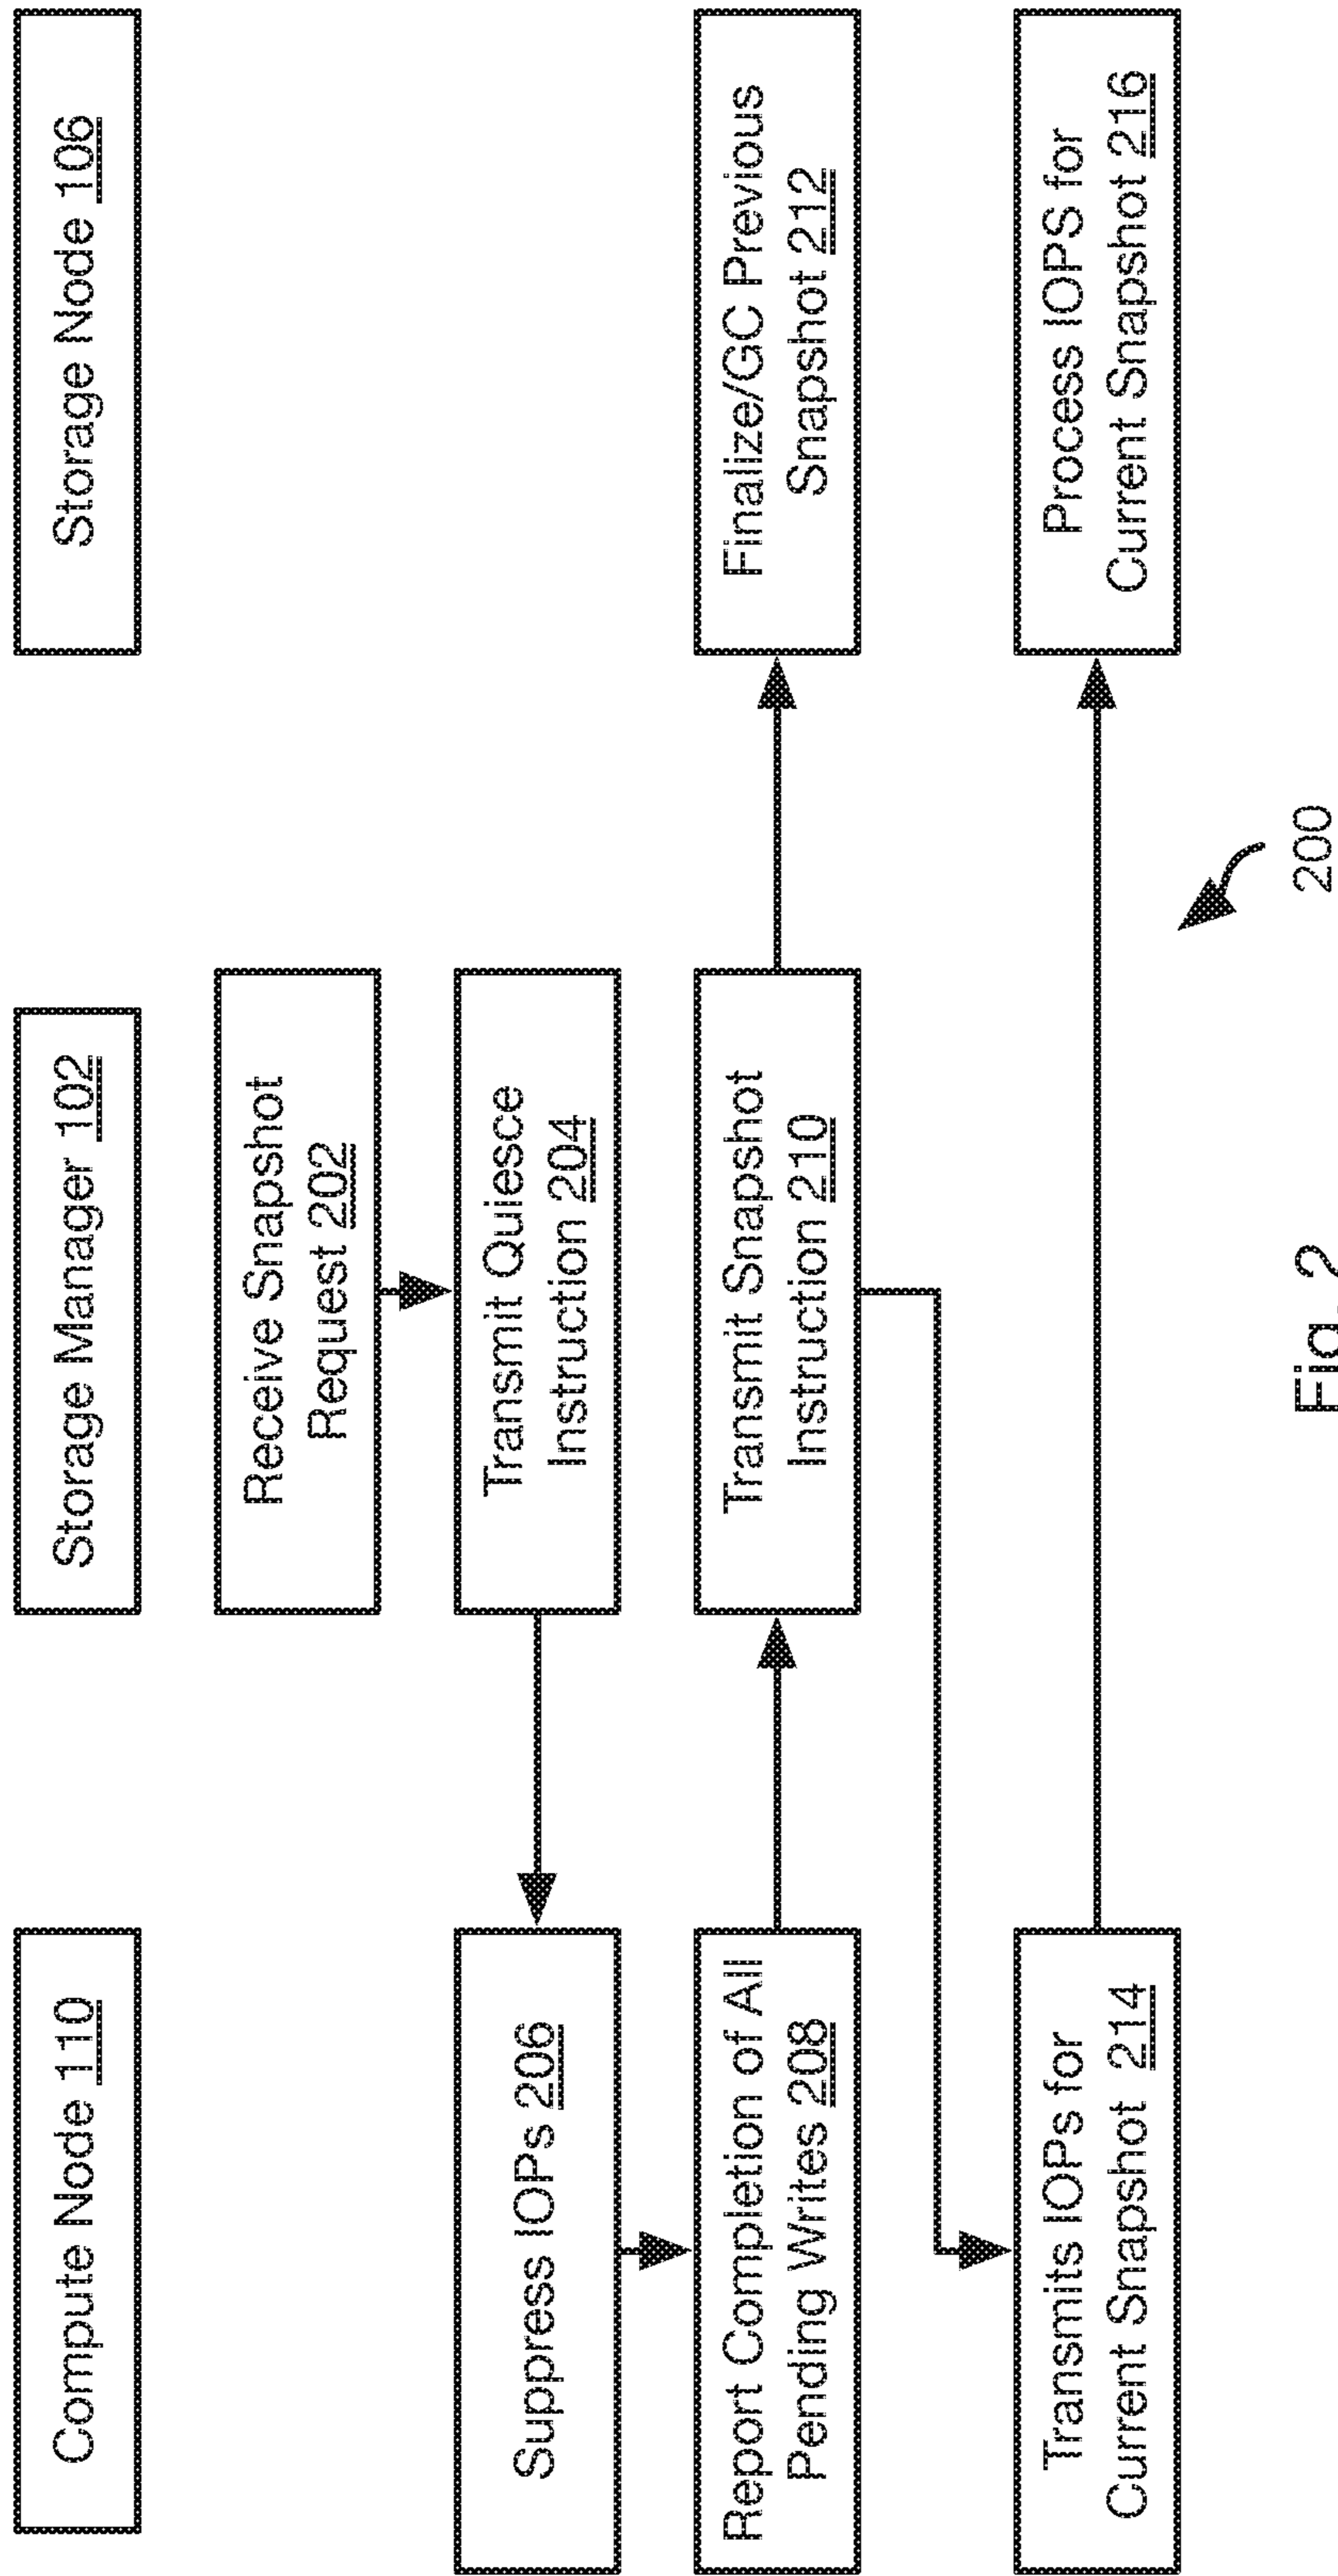 Compute Node 110
Storage Manager 102
Storage Node 106
Receive Snapshot
Request 202
Suppress IOPs 206
Transmit Quiesce
Instruction 204
Report Completion of All
Pending Writes 208
Transmit Snapshot
Instruction 210
Finalize/GC Previous
Snapshot 212
Transmits IOPs for
Current Snapshot 214
Process IOPS for
Current Snapshot 216
200
Fig. 2